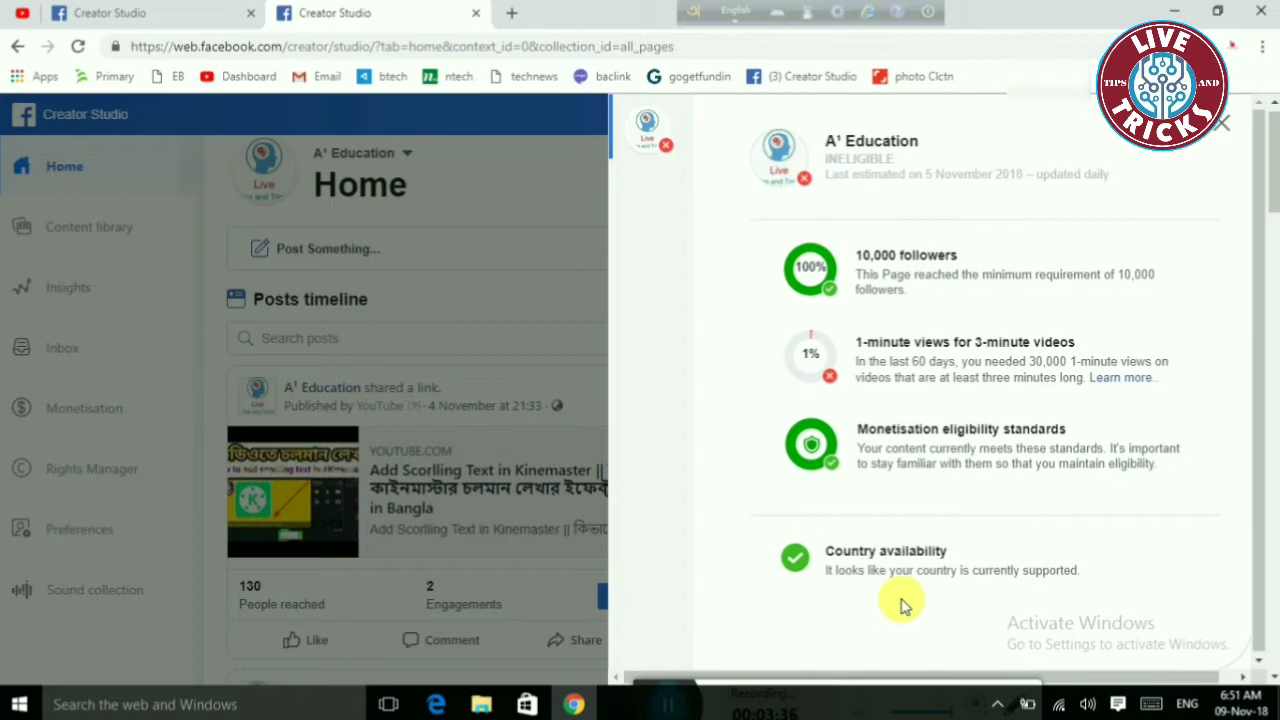 Creator Studio
Creator Studio
English
https://web.facebook.com/creator/studio/?tab=home&context_id=0&collection_id=all_pages
Apps
Primary
EB
Dashboard
Email
btech
ntech
technews
baclink
gogetfundin
(3) Creator Studio
photo Clctn
LIVE
TIPS AND
TRICKS
Creator Studio
Home
Content library
Insights
Inbox
Monetisation
Rights Manager
Preferences
Sound collection
A¹ Education
Home
Live
Post Something...
Posts timeline
Search posts
A¹ Education shared a link.
Published by YouTube [?] · 4 November at 21:33 ·
YOUTUBE.COM
Add Scorlling Text in Kinemaster ||
কাইনমাস্টার চলমান লেখার ইফেক্
in Bangla
Add Scorlling Text in Kinemaster || কিভা
130
People reached
2
Engagements
Like
Comment
Share
Live
A¹ Education
INELIGIBLE
Last estimated on 5 November 2018 – updated daily
Live
100%
10,000 followers
This Page reached the minimum requirement of 10,000
followers.
1%
1-minute views for 3-minute videos
In the last 60 days, you needed 30,000 1-minute views on
videos that are at least three minutes long. Learn more..
Monetisation eligibility standards
Your content currently meets these standards. It's important
to stay familiar with them so that you maintain eligibility.
Country availability
It looks like your country is currently supported.
Activate Windows
Go to Settings to activate Windows.
Search the web and Windows
Recording...
00:03:36
ENG
6:51 AM
09-Nov-18